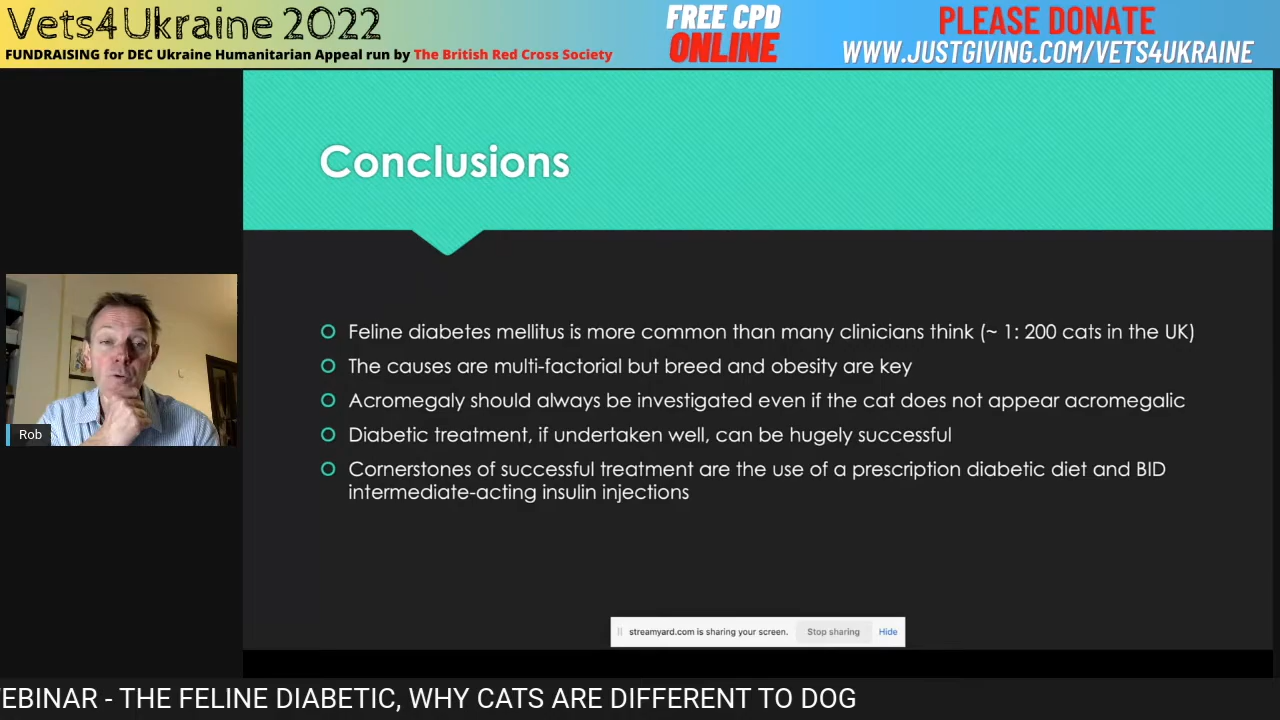 Vets4Ukraine 2022
FUNDRAISING for DEC Ukraine Humanitarian Appeal run by The British Red Cross Society
FREE CPD
ONLINE
PLEASE DONATE
WWW.JUSTGIVING.COM/VETS4UKRAINE
Conclusions
Feline diabetes mellitus is more common than many clinicians think (~ 1: 200 cats in the UK)
The causes are multi-factorial but breed and obesity are key
Acromegaly should always be investigated even if the cat does not appear acromegalic
Diabetic treatment, if undertaken well, can be hugely successful
Cornerstones of successful treatment are the use of a prescription diabetic diet and BID
intermediate-acting insulin injections
Rob
streamyard.com is sharing your screen. Stop sharing Hide
EBINAR - THE FELINE DIABETIC, WHY CATS ARE DIFFERENT TO DOG